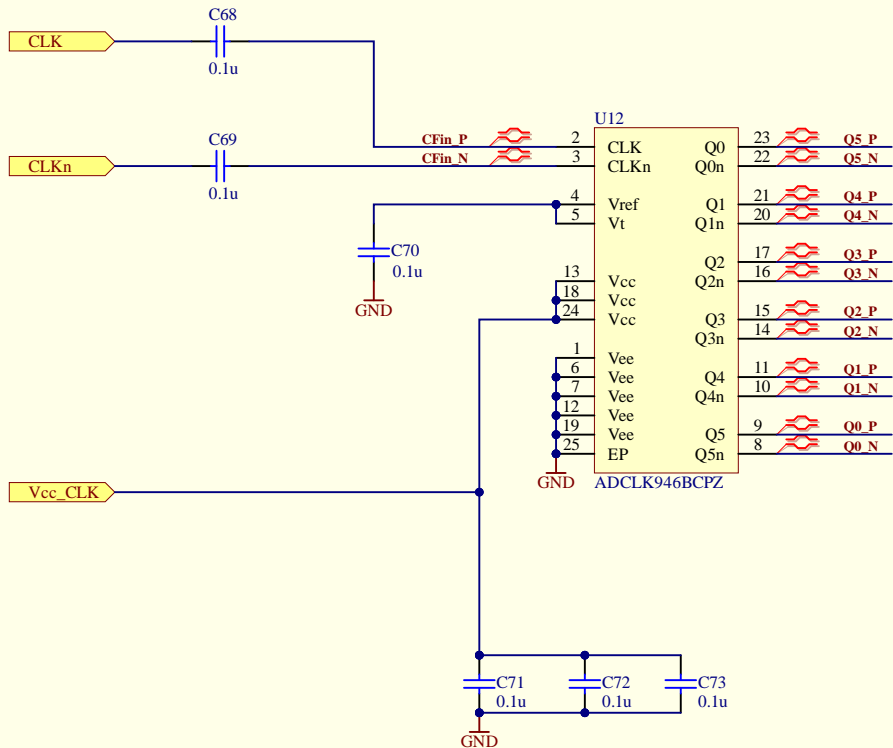 CLK
C68
0.1u
CLKn
C69
0.1u
CFin_P
CFin_N
U12
2 CLK Q0 23 Q5_P
3 CLKn Q0n 22 Q5_N
4 Vref Q1 21 Q4_P
5 Vt Q1n 20 Q4_N
C70
0.1u
GND
Q2 17 Q3_P
13 Vcc Q2n 16 Q3_N
18 Vcc
24 Vcc Q3 15 Q2_P
Q3n 14 Q2_N
1 Vee
6 Vee Q4 11 Q1_P
7 Vee Q4n 10 Q1_N
12 Vee
19 Vee Q5 9 Q0_P
25 EP Q5n 8 Q0_N
GND
ADCLK946BCPZ
Vcc_CLK
C71
0.1u
C72
0.1u
C73
0.1u
GND